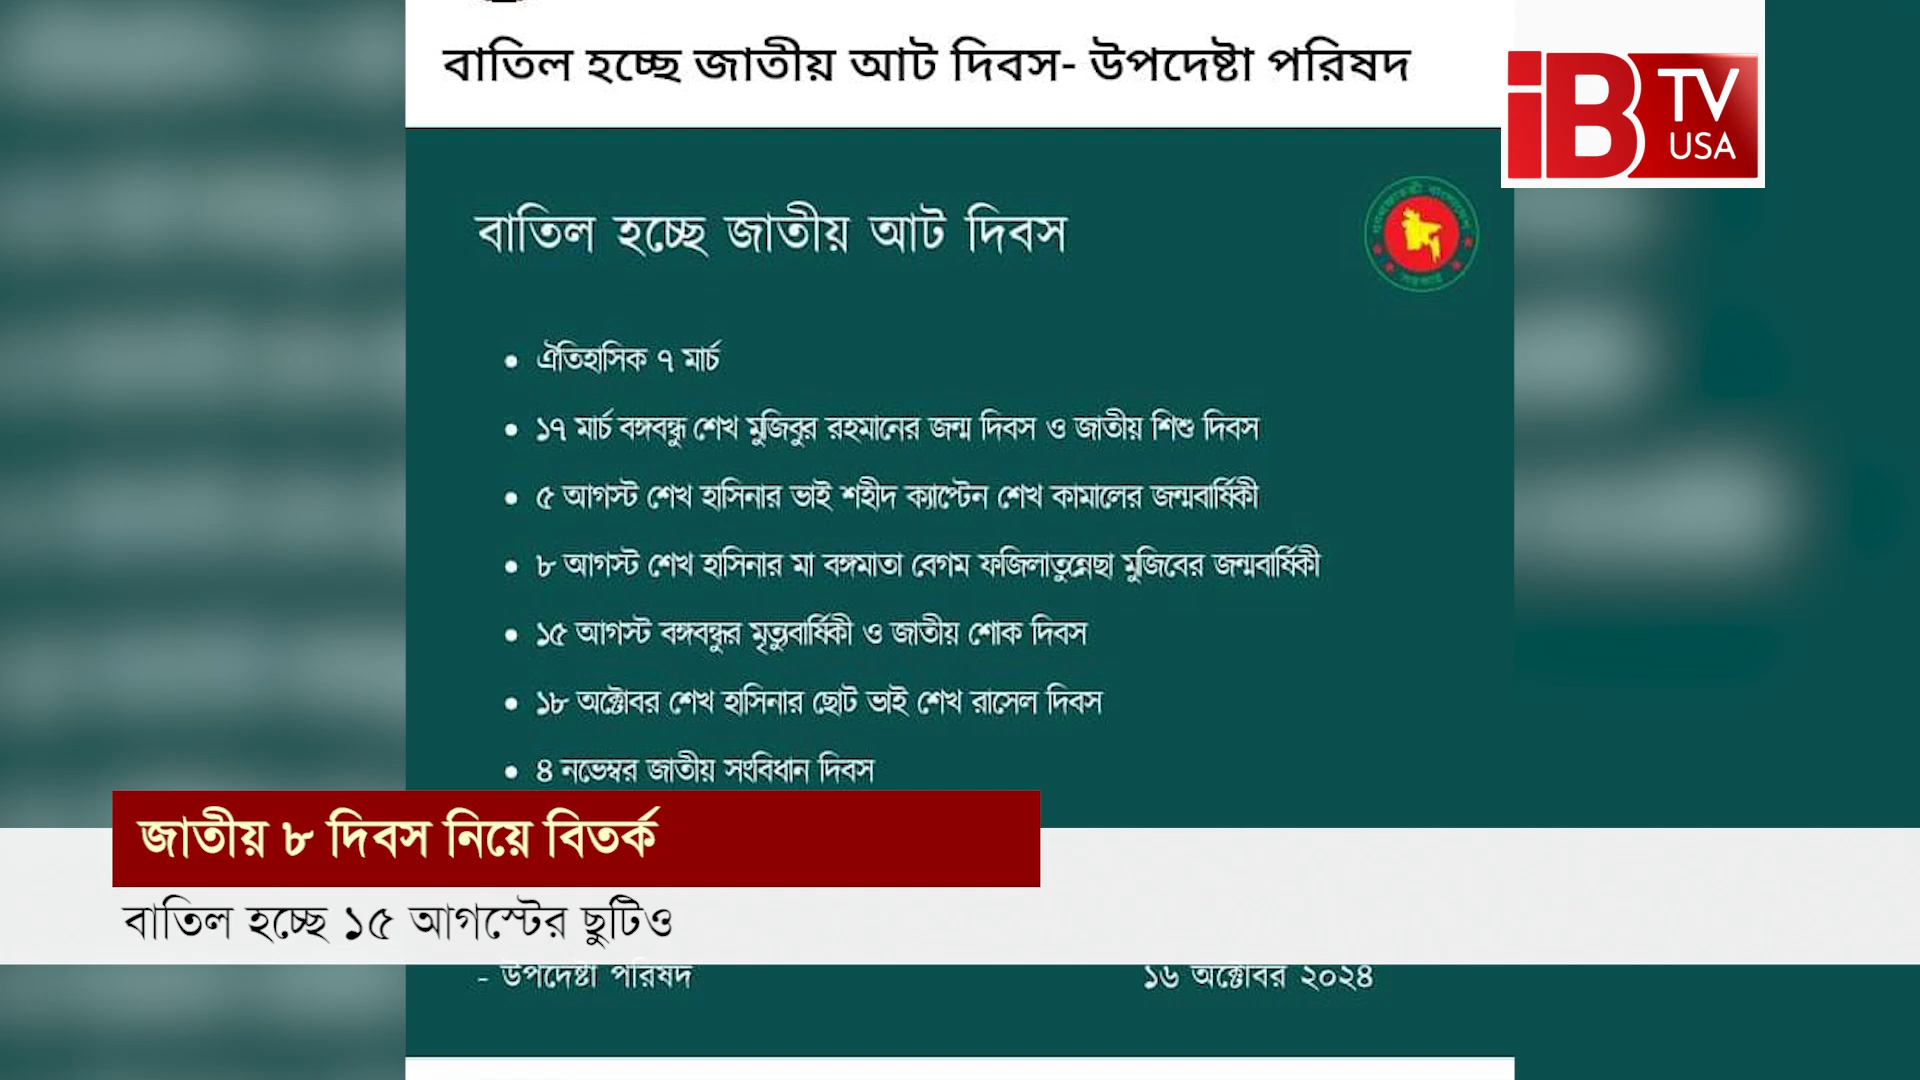 বাতিল হচ্ছে জাতীয় আট দিবস- উপদেষ্টা পরিষদ
iB TV USA
বাতিল হচ্ছে জাতীয় আট দিবস
• ঐতিহাসিক ৭ মার্চ
• ১৭ মার্চ বঙ্গবন্ধু শেখ মুজিবুর রহমানের জন্ম দিবস ও জাতীয় শিশু দিবস
• ৫ আগস্ট শেখ হাসিনার ভাই শহীদ ক্যাপ্টেন শেখ কামালের জন্মবার্ষিকী
• ৮ আগস্ট শেখ হাসিনার মা বঙ্গমাতা বেগম ফজিলাতুন্নেছা মুজিবের জন্মবার্ষিকী
• ১৫ আগস্ট বঙ্গবন্ধুর মৃত্যুবার্ষিকী ও জাতীয় শোক দিবস
• ১৮ অক্টোবর শেখ হাসিনার ছোট ভাই শেখ রাসেল দিবস
• ৪ নভেম্বর জাতীয় সংবিধান দিবস
জাতীয় ৮ দিবস নিয়ে বিতর্ক
বাতিল হচ্ছে ১৫ আগস্টের ছুটিও
- উপদেষ্টা পরিষদ ১৬ অক্টোবর ২০২৪